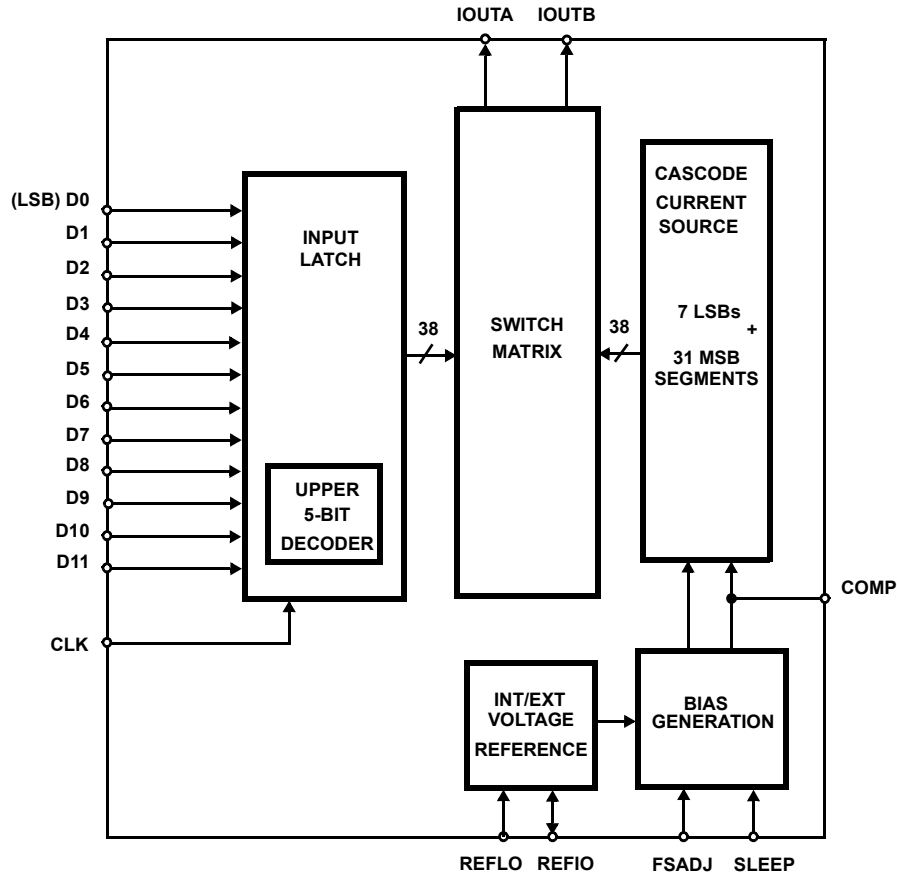 IOUTA IOUTB
(LSB) D0
D1
D2
D3
D4
D5
D6
D7
D8
D9
D10
D11
CLK
INPUT
LATCH
UPPER
5-BIT
DECODER
38
SWITCH
MATRIX
38
CASCODE
CURRENT
SOURCE
7 LSBs
+
31 MSB
SEGMENTS
COMP
INT/EXT
VOLTAGE
REFERENCE
BIAS
GENERATION
REFLO REFIO FSADJ SLEEP